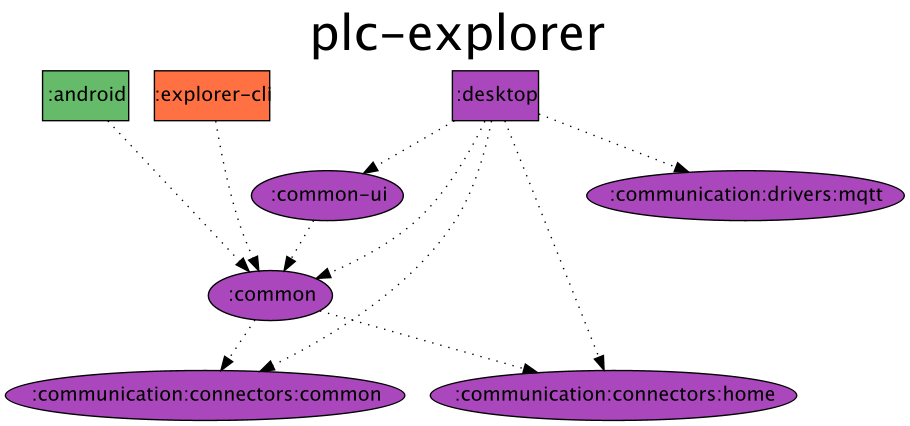 plc-explorer
:android
:explorer-cli
:desktop
:common-ui
:communication:drivers:mqtt
:common
:communication:connectors:common
:communication:connectors:home